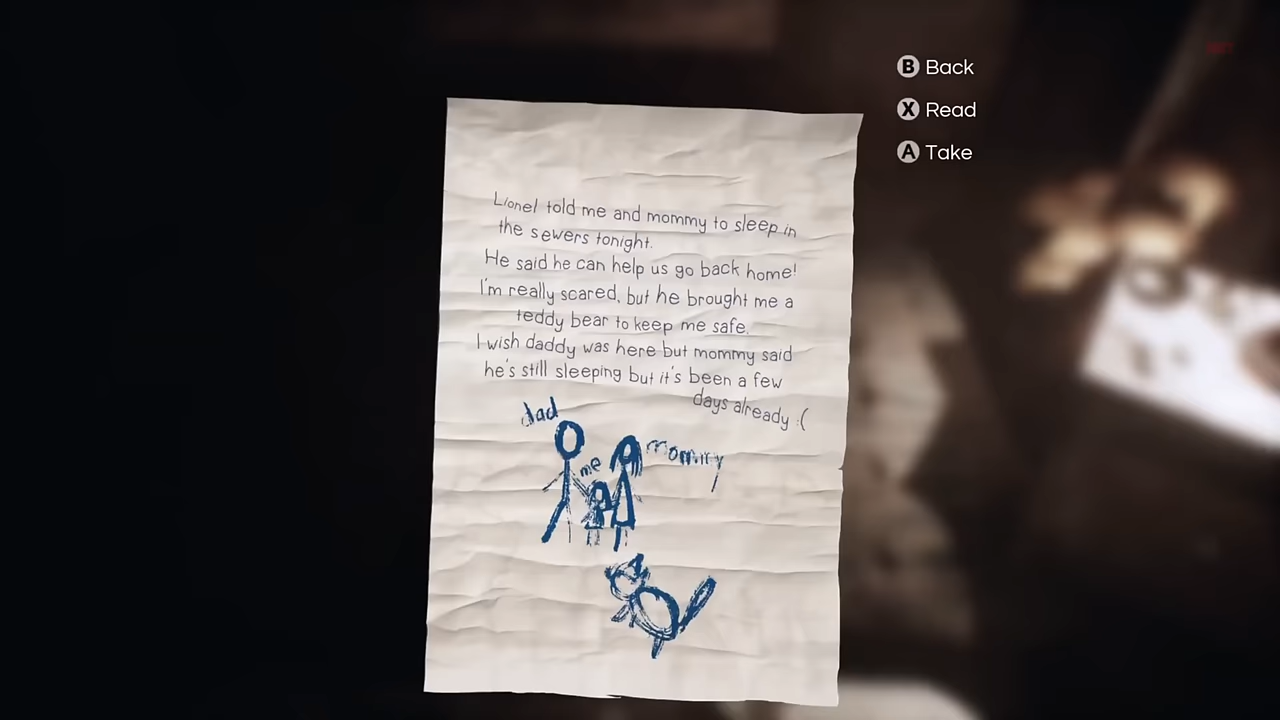 B Back
X Read
A Take
Lionel told me and mommy to sleep in
the sewers tonight.
He said he can help us go back home!
I'm really scared, but he brought me a
teddy bear to keep me safe.
I wish daddy was here but mommy said
he's still sleeping but it's been a few
days already :(
dad
me
mommy